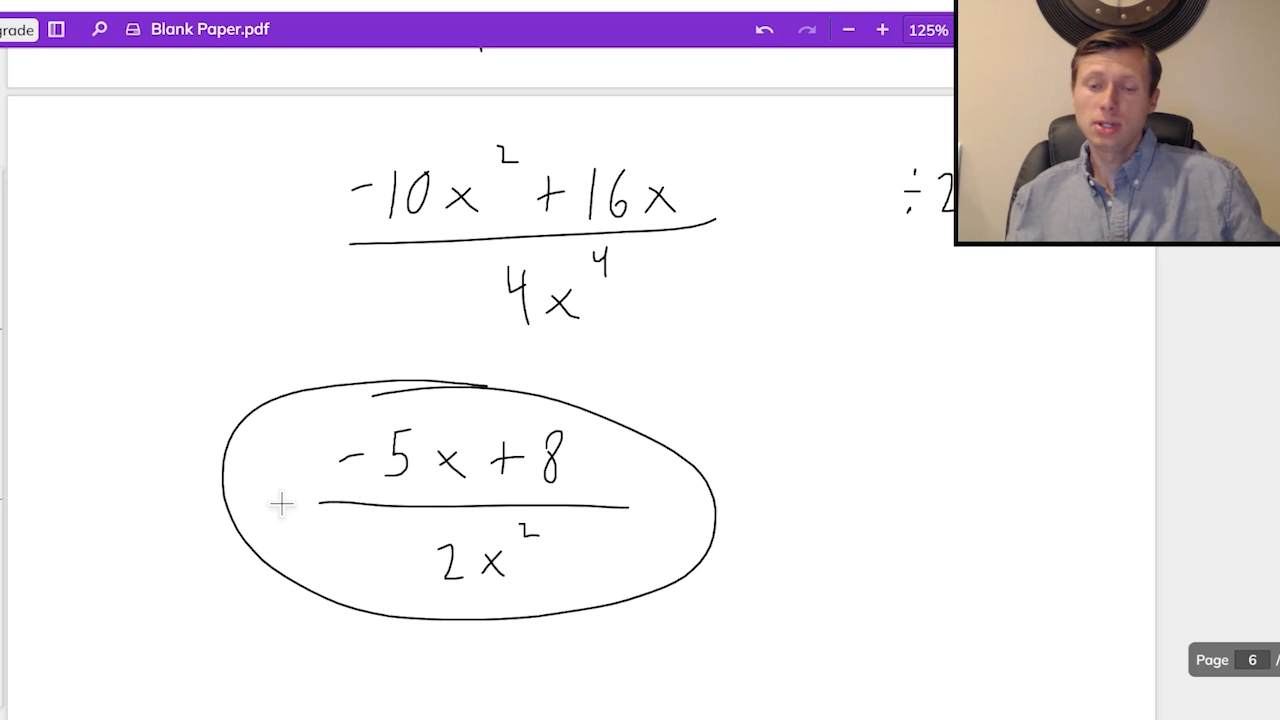 grade
Blank Paper.pdf
125%
-10x² + 16x
÷2
4x⁴
-5x + 8
2x²
Page 6 /